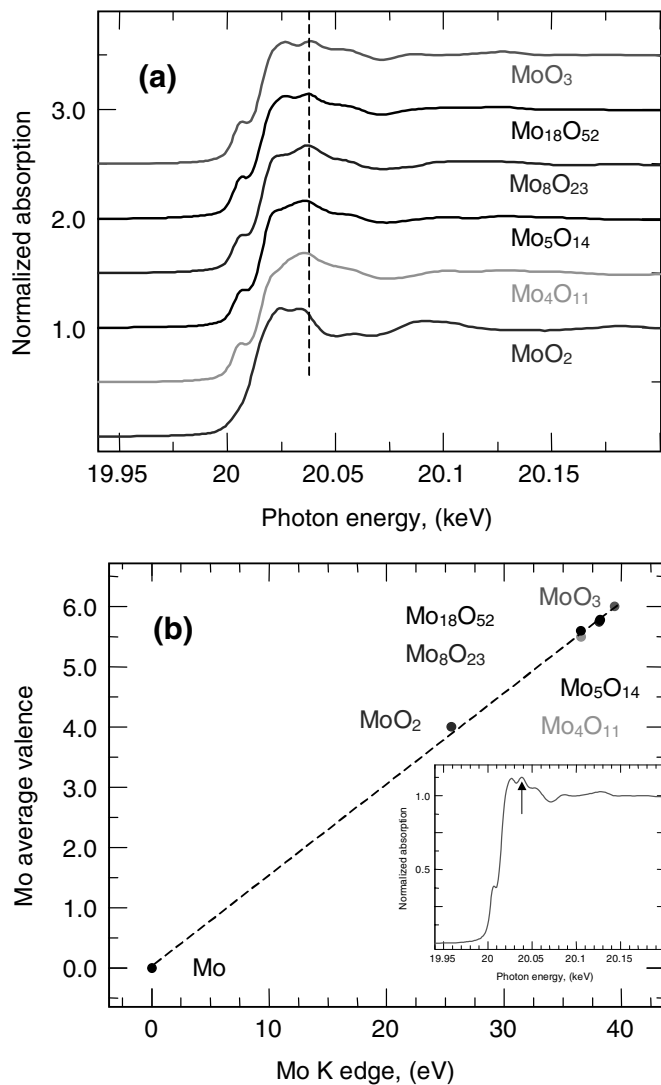 (a)
MoO3
3.0
Mo18O52
Mo8O23
2.0
Mo5O14
Mo4O11
1.0
MoO2
Normalized absorption
19.95 20 20.05 20.1 20.15
Photon energy, (keV)
(b)
6.0
5.0
4.0
3.0
2.0
1.0
0.0
Mo average valence
MoO3
Mo18O52
Mo8O23
Mo5O14
MoO2
Mo4O11
Mo
1.0
0.5
Normalized absorption
19.95 20 20.05 20.1 20.15
Photon energy, (keV)
0 10 20 30 40
Mo K edge, (eV)